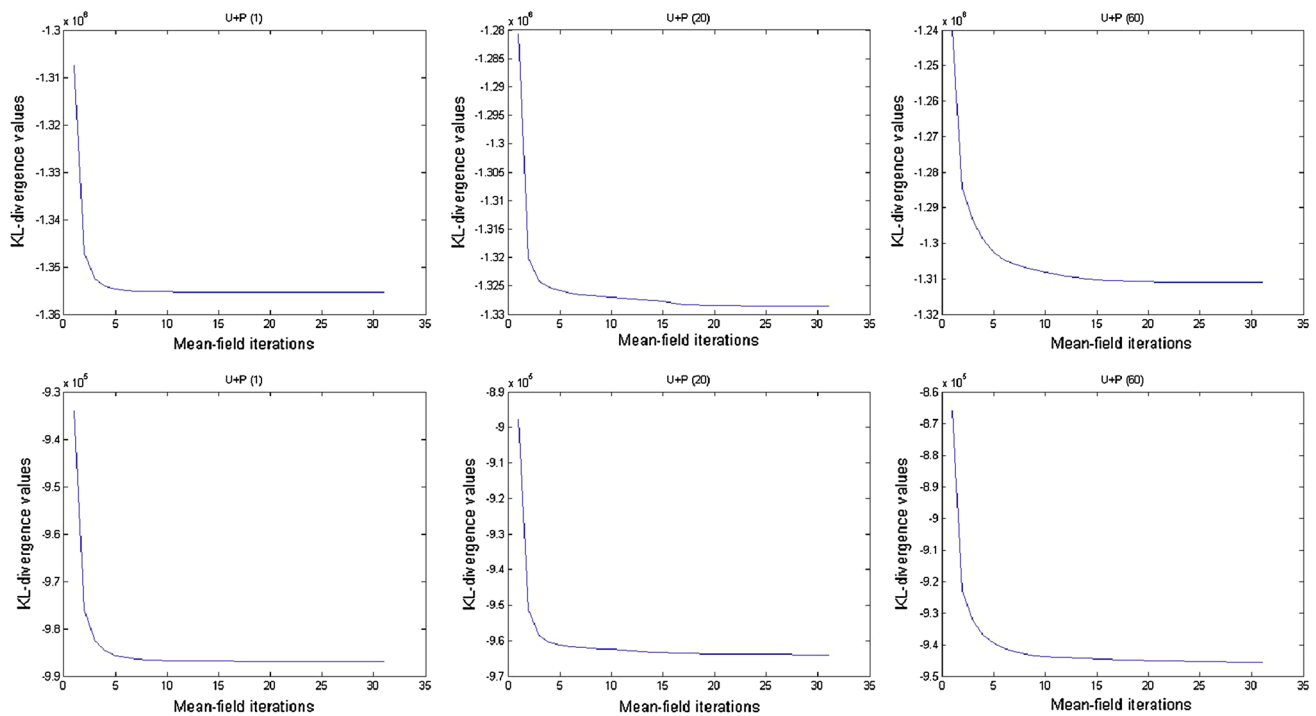 x 10^6
U+P (1)
-1.3
-1.31
-1.32
-1.33
-1.34
-1.35
-1.36
KL-divergence values
0 5 10 15 20 25 30 35
Mean-field iterations
x 10^6
U+P (20)
-1.28
-1.285
-1.29
-1.295
-1.3
-1.305
-1.31
-1.315
-1.32
-1.325
-1.33
KL-divergence values
0 5 10 15 20 25 30 35
Mean-field iterations
x 10^6
U+P (60)
-1.24
-1.25
-1.26
-1.27
-1.28
-1.29
-1.3
-1.31
-1.32
KL-divergence values
0 5 10 15 20 25 30 35
Mean-field iterations
x 10^5
U+P (1)
-9.3
-9.4
-9.5
-9.6
-9.7
-9.8
-9.9
KL-divergence values
0 5 10 15 20 25 30 35
Mean-field iterations
x 10^5
U+P (20)
-8.9
-9
-9.1
-9.2
-9.3
-9.4
-9.5
-9.6
-9.7
KL-divergence values
0 5 10 15 20 25 30 35
Mean-field iterations
x 10^5
U+P (60)
-8.6
-8.7
-8.8
-8.9
-9
-9.1
-9.2
-9.3
-9.4
-9.5
KL-divergence values
0 5 10 15 20 25 30 35
Mean-field iterations